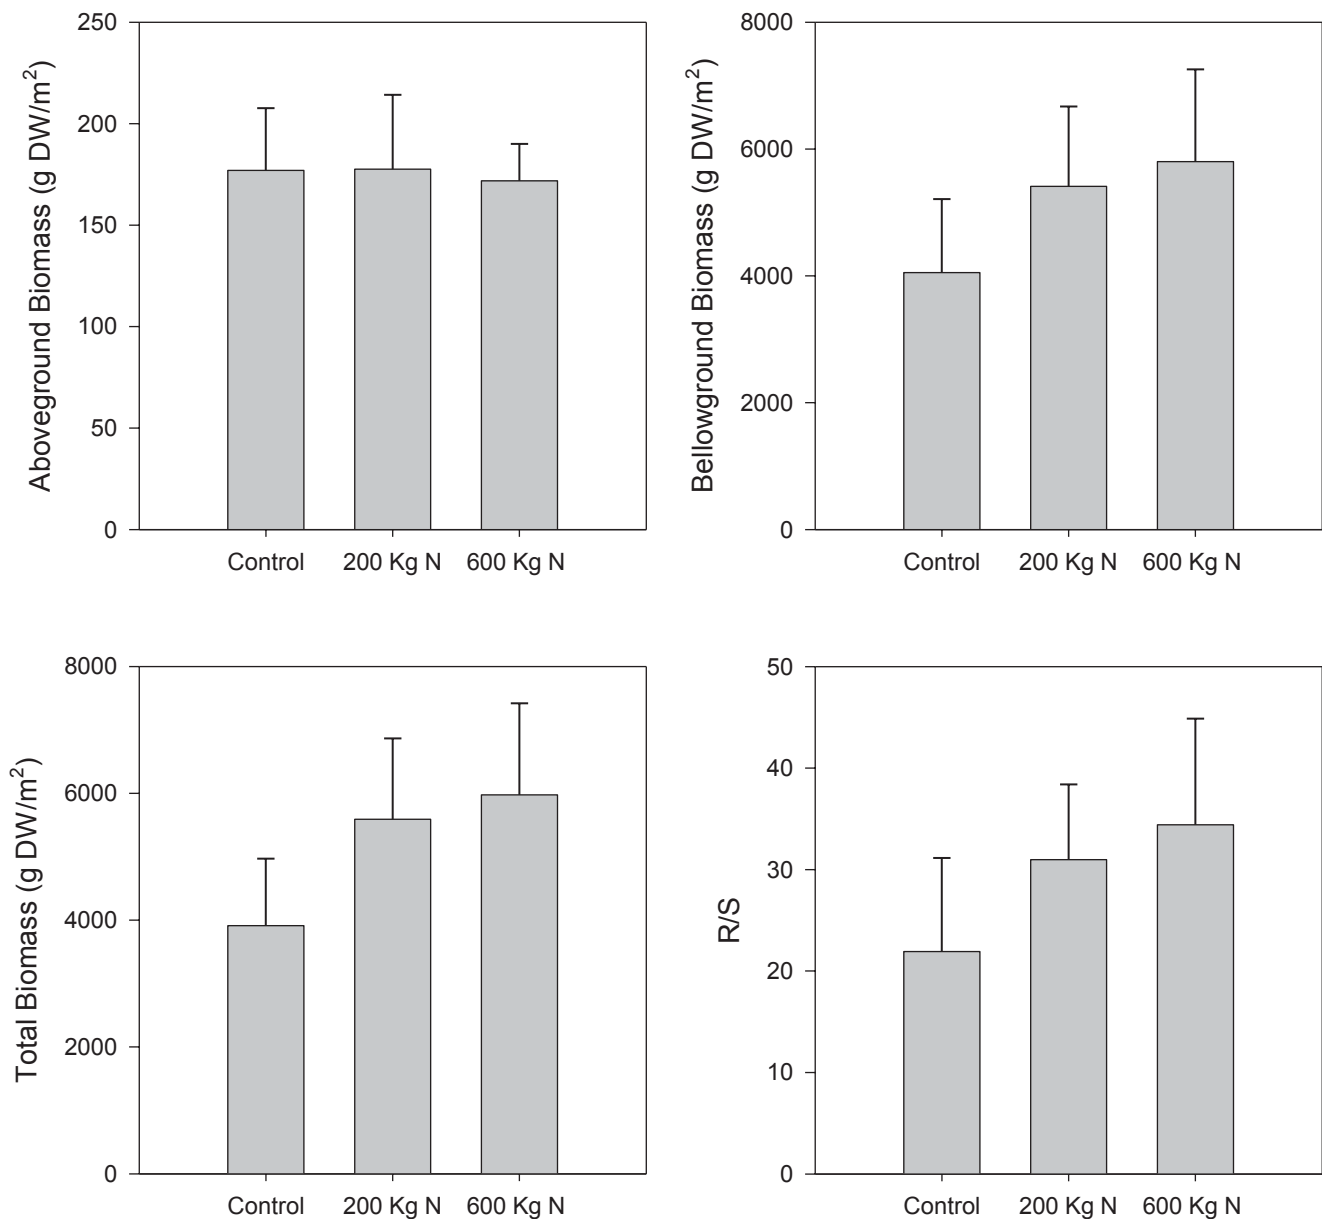 Aboveground Biomass (g DW/m²)
250
200
150
100
50
0
Control 200 Kg N 600 Kg N
Bellowground Biomass (g DW/m²)
8000
6000
4000
2000
0
Control 200 Kg N 600 Kg N
Total Biomass (g DW/m²)
8000
6000
4000
2000
0
Control 200 Kg N 600 Kg N
R/S
50
40
30
20
10
0
Control 200 Kg N 600 Kg N